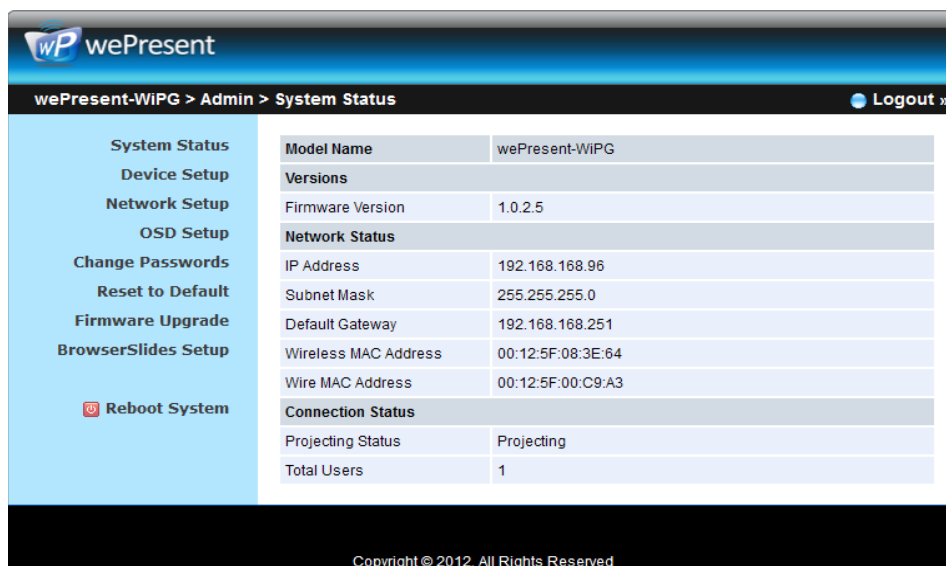 wP wePresent
wePresent-WiPG > Admin > System Status Logout »
System Status
Device Setup
Network Setup
OSD Setup
Change Passwords
Reset to Default
Firmware Upgrade
BrowserSlides Setup
Reboot System
Model Name wePresent-WiPG
Versions
Firmware Version 1.0.2.5
Network Status
IP Address 192.168.168.96
Subnet Mask 255.255.255.0
Default Gateway 192.168.168.251
Wireless MAC Address 00:12:5F:08:3E:64
Wire MAC Address 00:12:5F:00:C9:A3
Connection Status
Projecting Status Projecting
Total Users 1
Copyright © 2012. All Rights Reserved